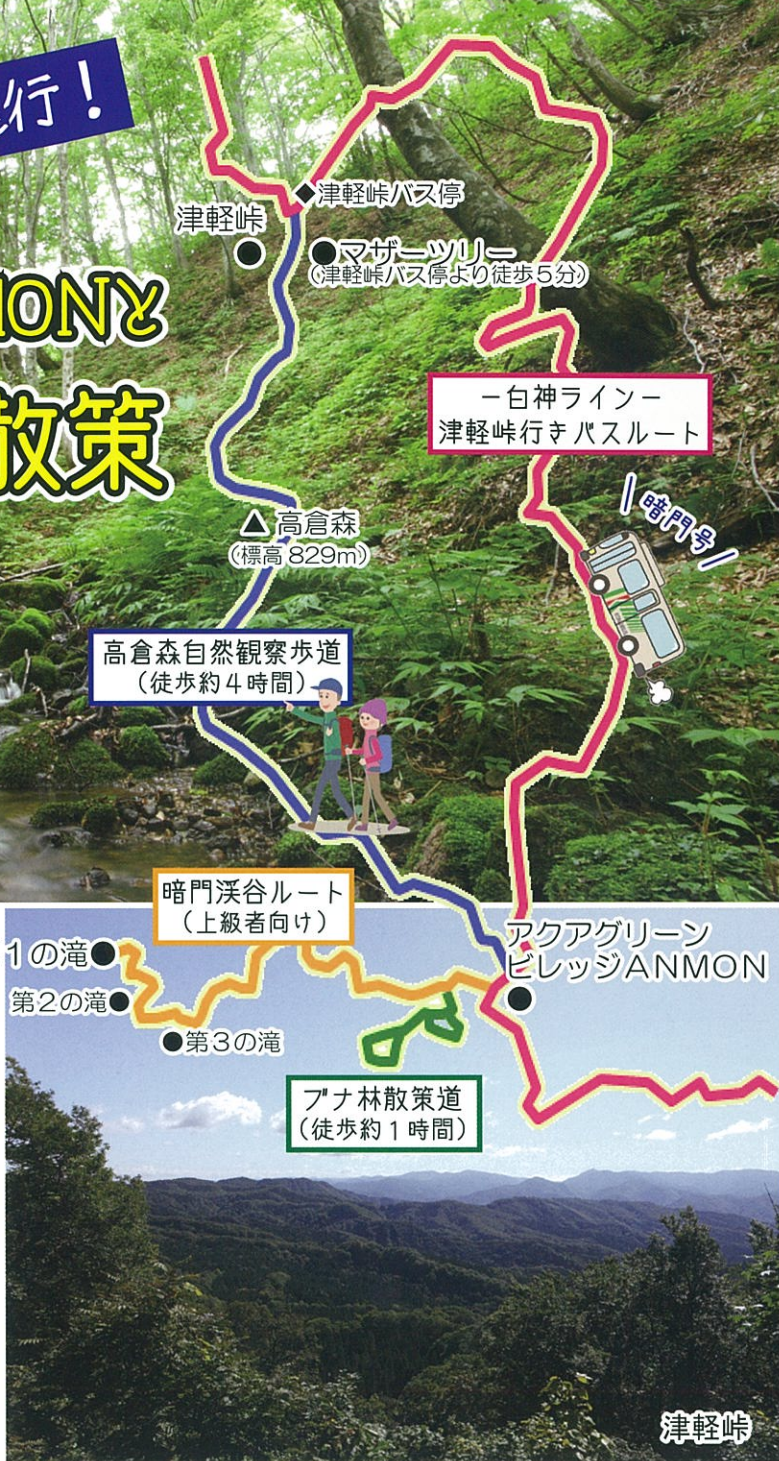 行！
津軽峠バス停
津軽峠
マザーツリー
（津軽峠バス停より徒歩5分）
IONと
散策
－白神ライン－
津軽峠行きバスルート
暗門号
高倉森
（標高829m）
高倉森自然観察歩道
（徒歩約4時間）
暗門渓谷ルート
（上級者向け）
アクアグリーン
ビレッジANMON
1の滝
第2の滝
第3の滝
ブナ林散策道
（徒歩約1時間）
津軽峠